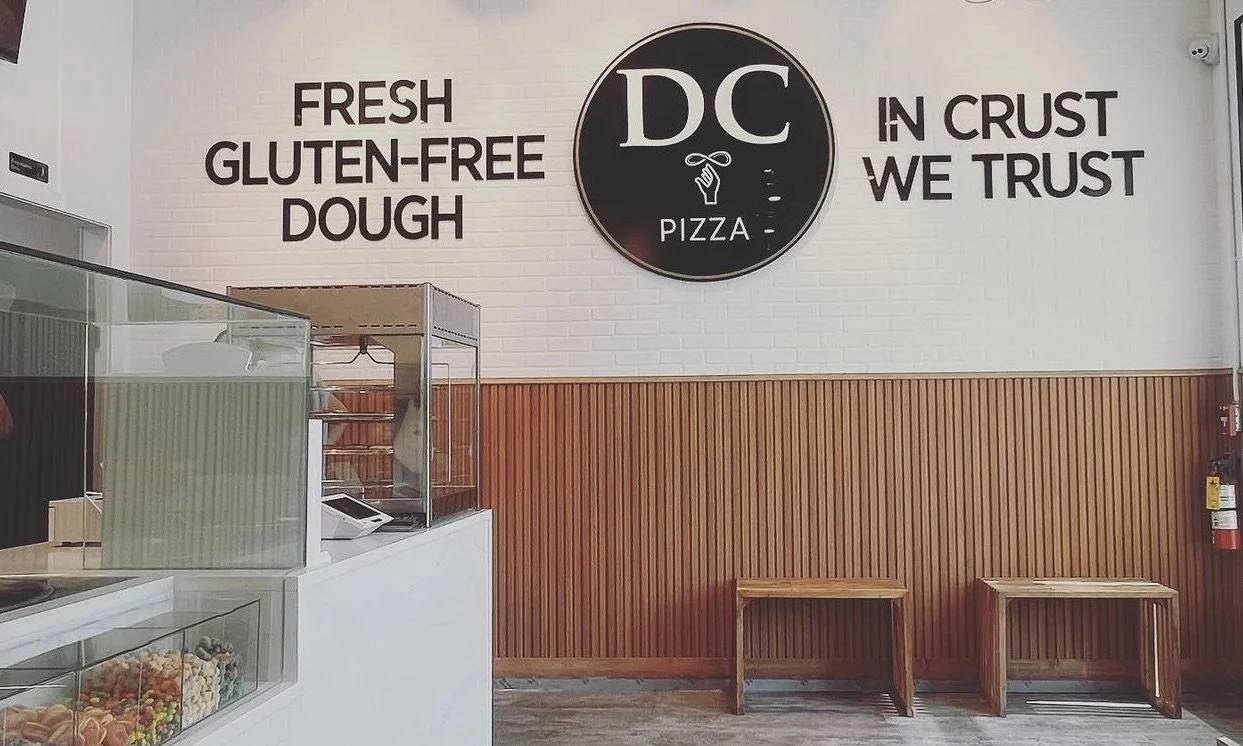 FRESH
GLUTEN-FREE
DOUGH
DC
PIZZA
IN CRUST
WE TRUST